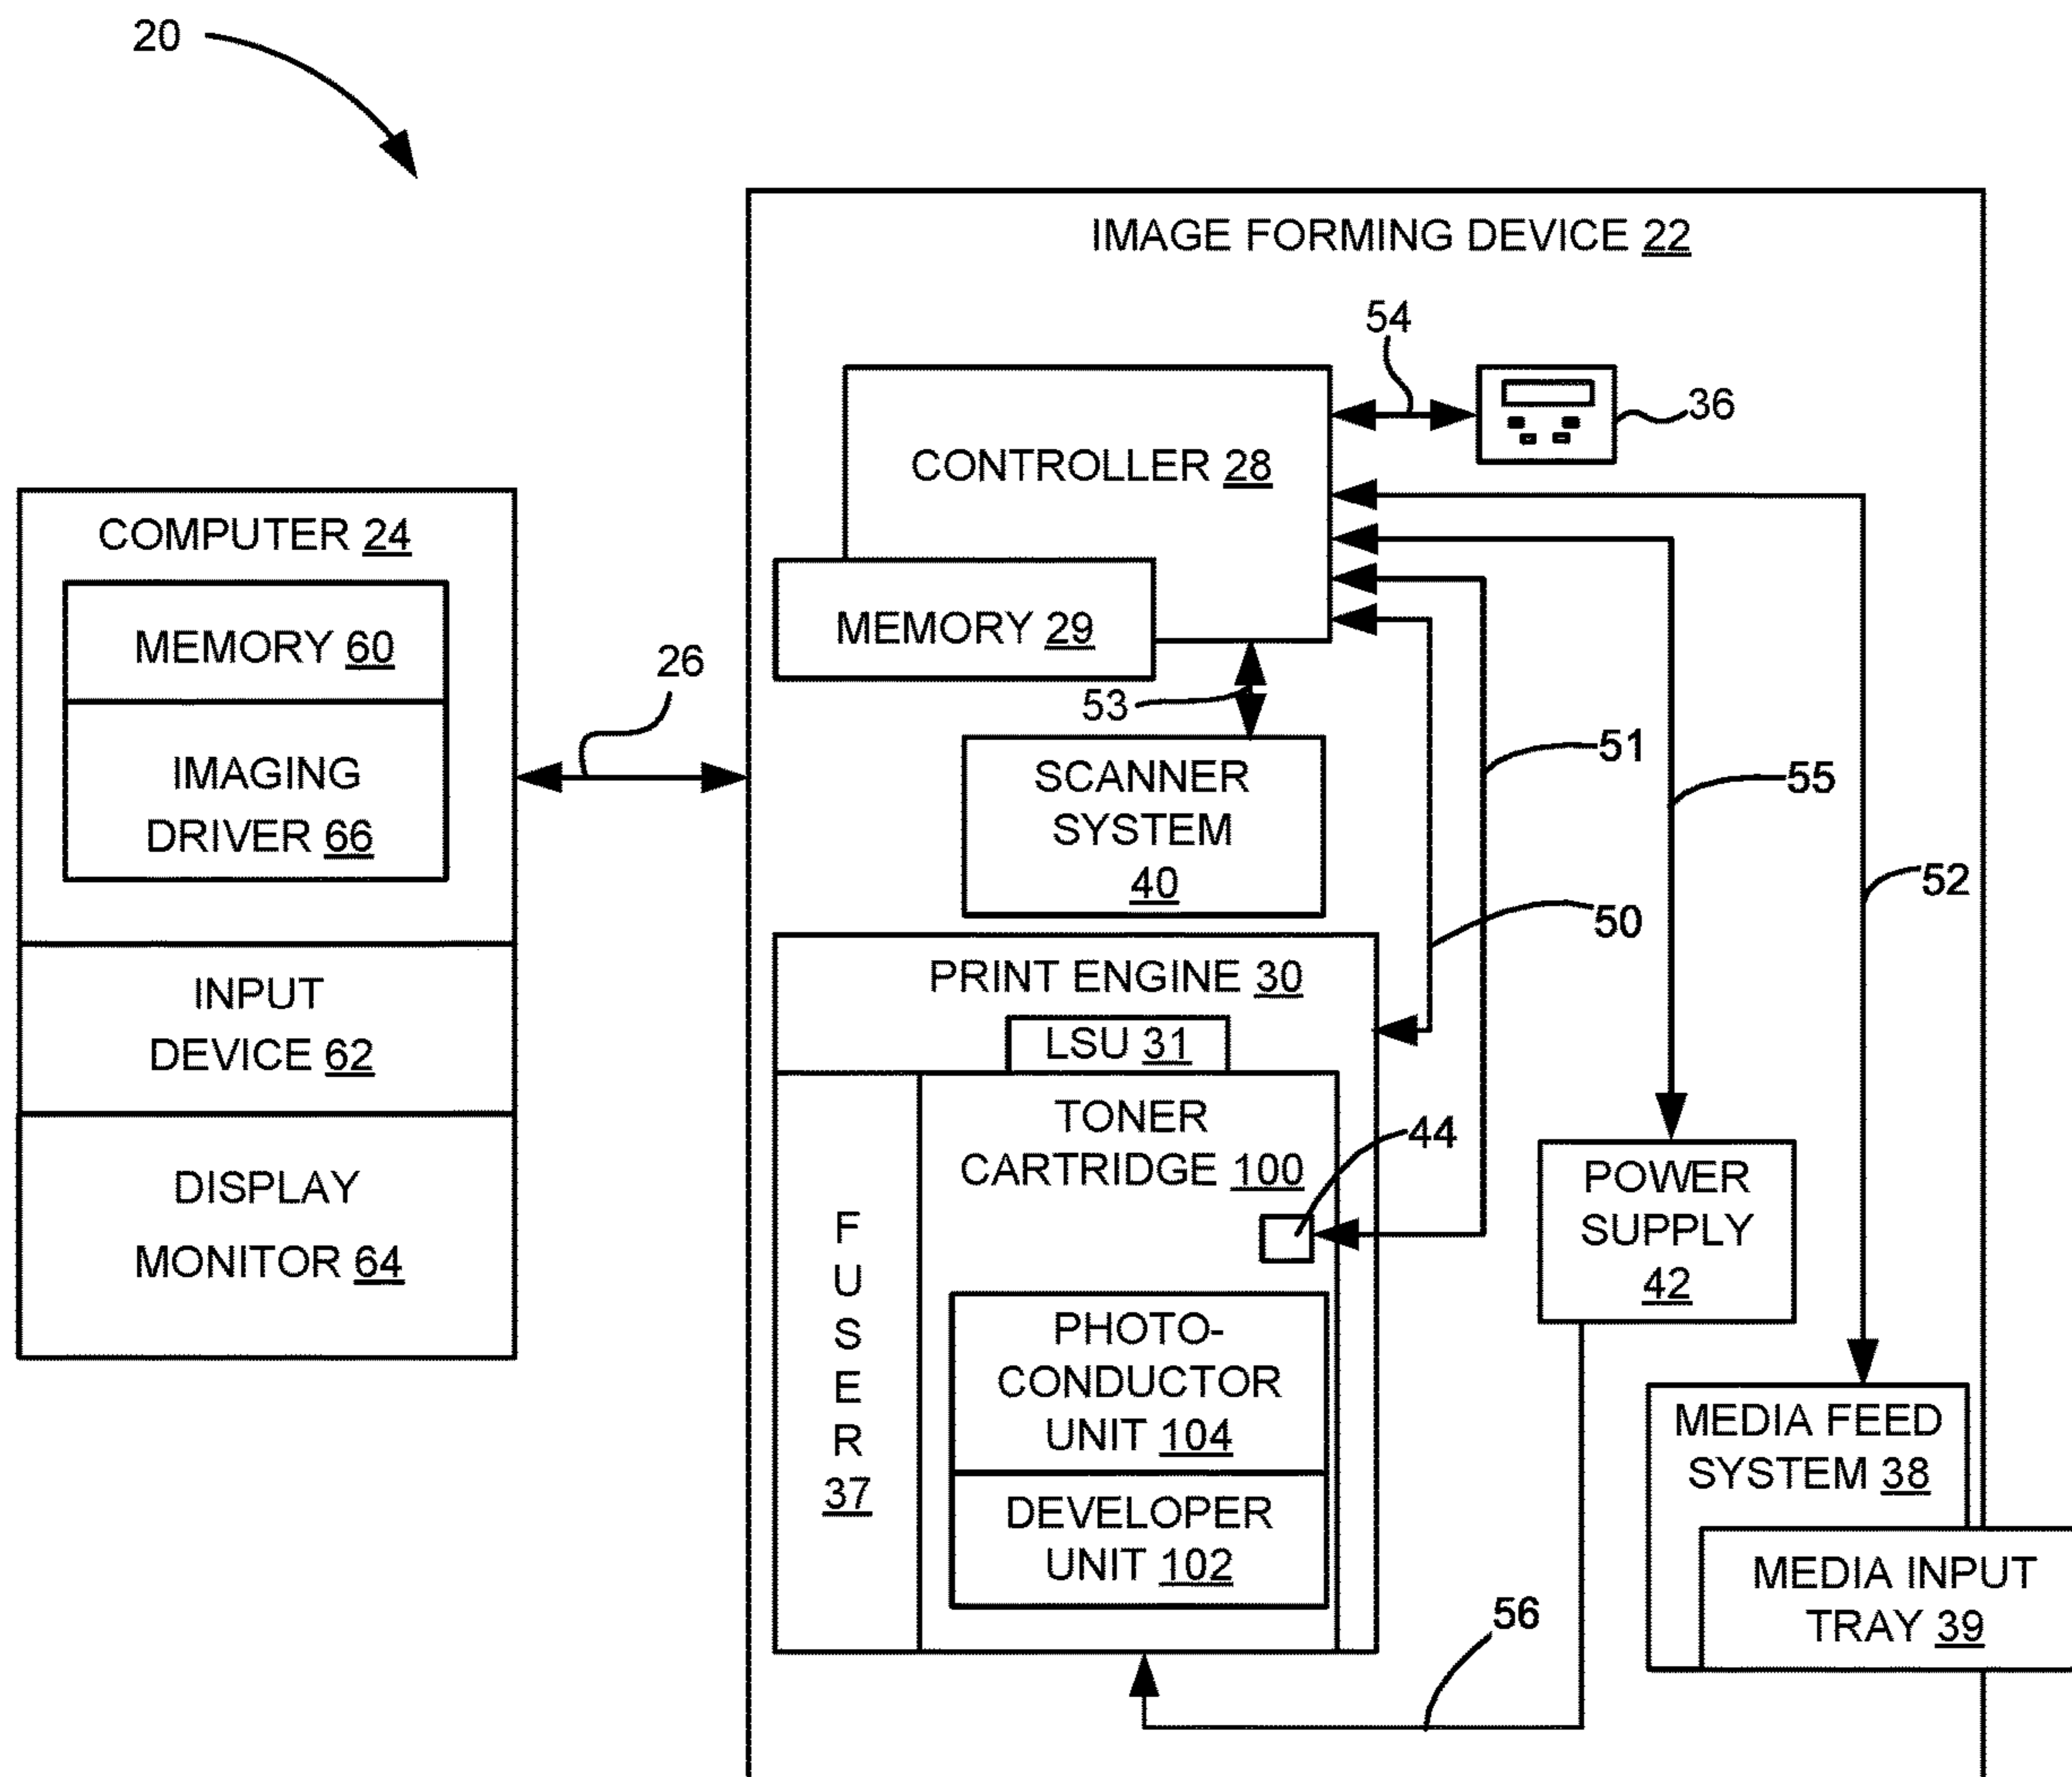 20
IMAGE FORMING DEVICE 22
54
36
CONTROLLER 28
MEMORY 29
COMPUTER 24
MEMORY 60
IMAGING
DRIVER 66
INPUT
DEVICE 62
DISPLAY
MONITOR 64
26
53
SCANNER
SYSTEM
40
51
55
52
50
PRINT ENGINE 30
LSU 31
TONER
CARTRIDGE 100
44
FUSER
37
PHOTO-
CONDUCTOR
UNIT 104
DEVELOPER
UNIT 102
POWER
SUPPLY
42
MEDIA FEED
SYSTEM 38
MEDIA INPUT
TRAY 39
56